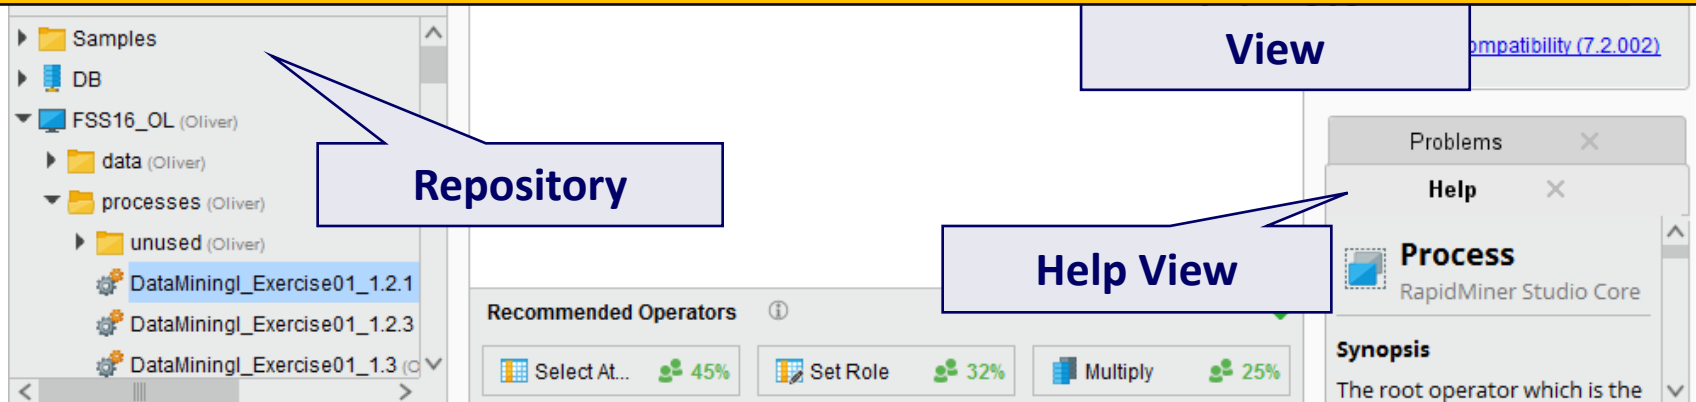 Samples
DB
FSS16_OL (Oliver)
data (Oliver)
processes (Oliver)
unused (Oliver)
DataMiningI_Exercise01_1.2.1
DataMiningI_Exercise01_1.2.3
DataMiningI_Exercise01_1.3
Repository
View
Help View
Recommended Operators
Select At... 45%
Set Role 32%
Multiply 25%
(7.2.002)
Problems
Help
Process
RapidMiner Studio Core
Synopsis
The root operator which is the